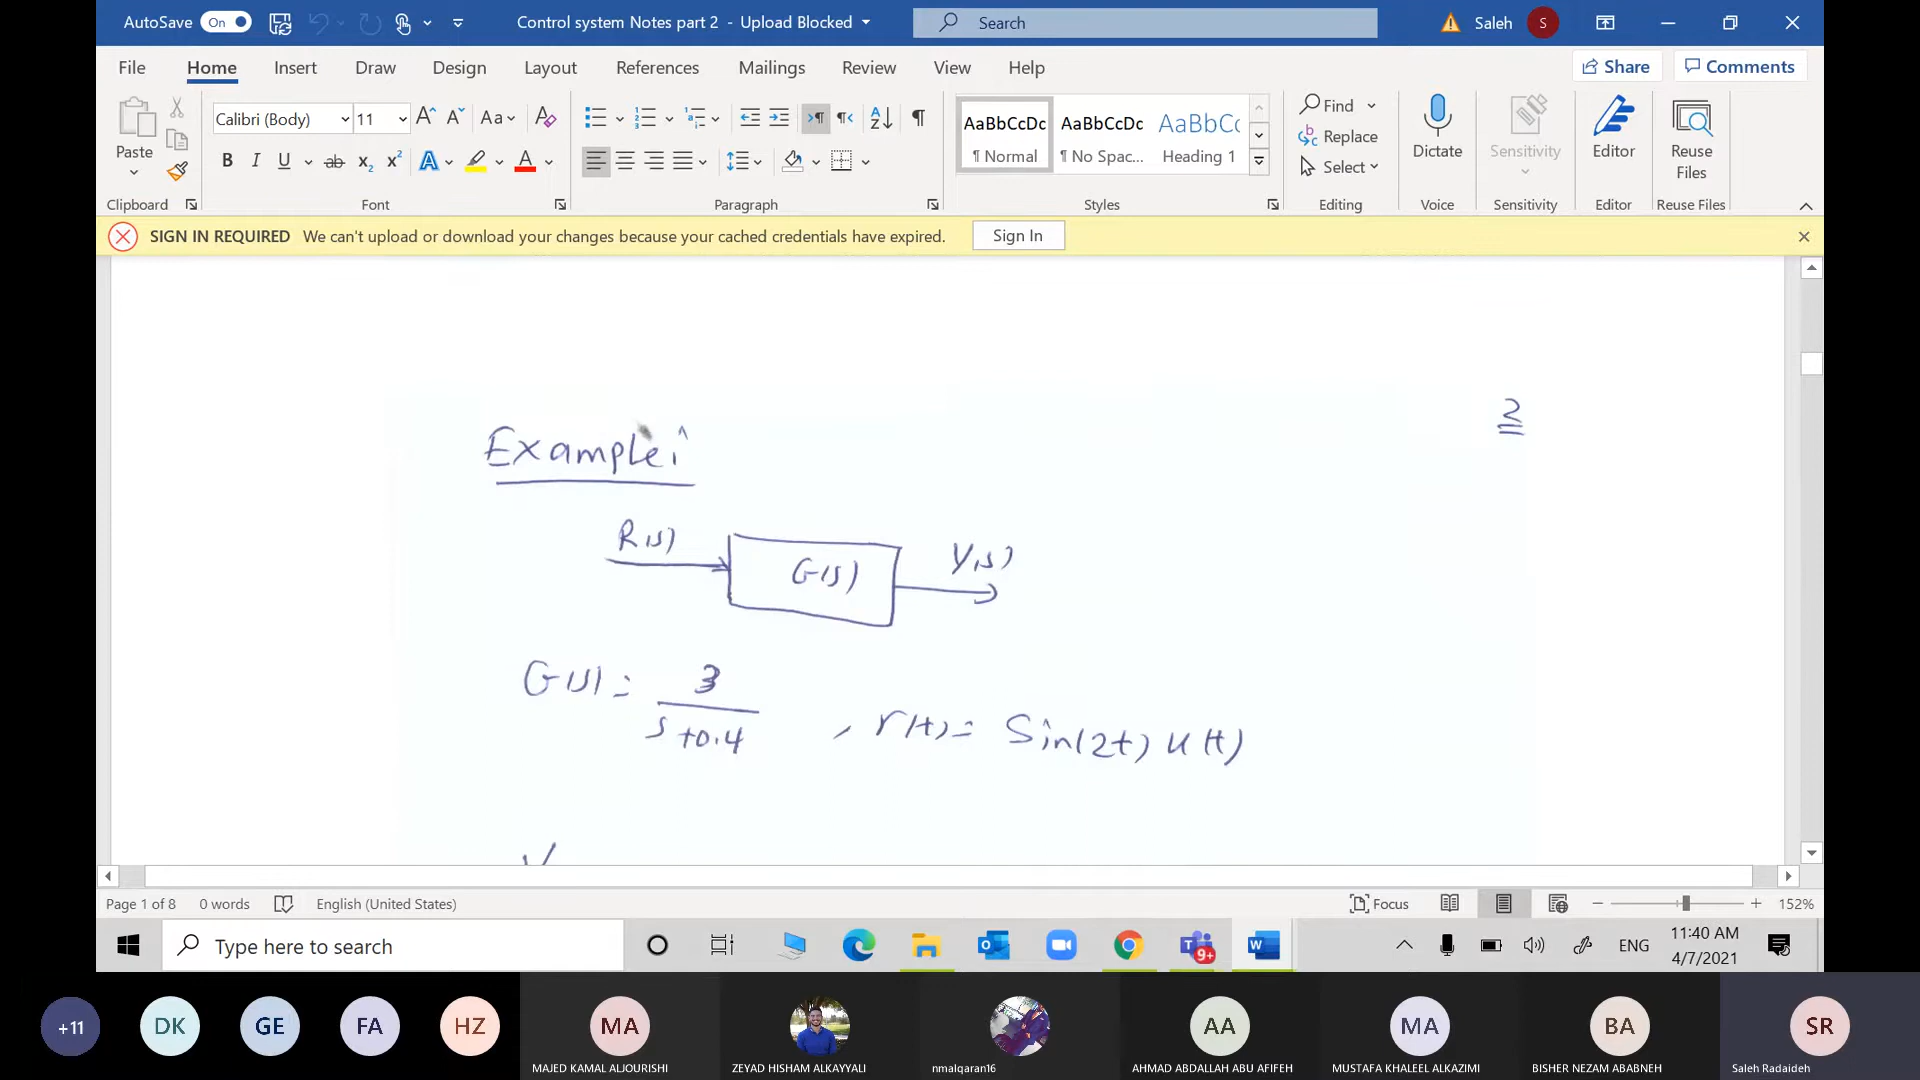 AutoSave On Control system Notes part 2 - Upload Blocked Search Saleh S
File Home Insert Draw Design Layout References Mailings Review View Help Share Comments
Calibri (Body) 11 Aa AaBbCcDc AaBbCcDc AaBbCc Find
Paste B I U ab x₂ x² A A ¶ Normal ¶ No Spac... Heading 1 Replace Select Dictate Sensitivity Editor Reuse Files
Clipboard Font Paragraph Styles Editing Voice Sensitivity Editor Reuse Files
SIGN IN REQUIRED We can't upload or download your changes because your cached credentials have expired. Sign In
2
Example:
R(s) G(s) Y(s)
G(s) = 3 / s+0.4 , r(t) = Sin(2t) u(t)
Page 1 of 8 0 words English (United States) Focus 152%
Type here to search 9+ ENG 11:40 AM
4/7/2021
+11 DK GE FA HZ MA AA MA BA SR
MAJED KAMAL ALJOURISHI ZEYAD HISHAM ALKAYYALI nmalqaran16 AHMAD ABDALLAH ABU AFIFEH MUSTAFA KHALEEL ALKAZIMI BISHER NEZAM ABABNEH Saleh Radaideh